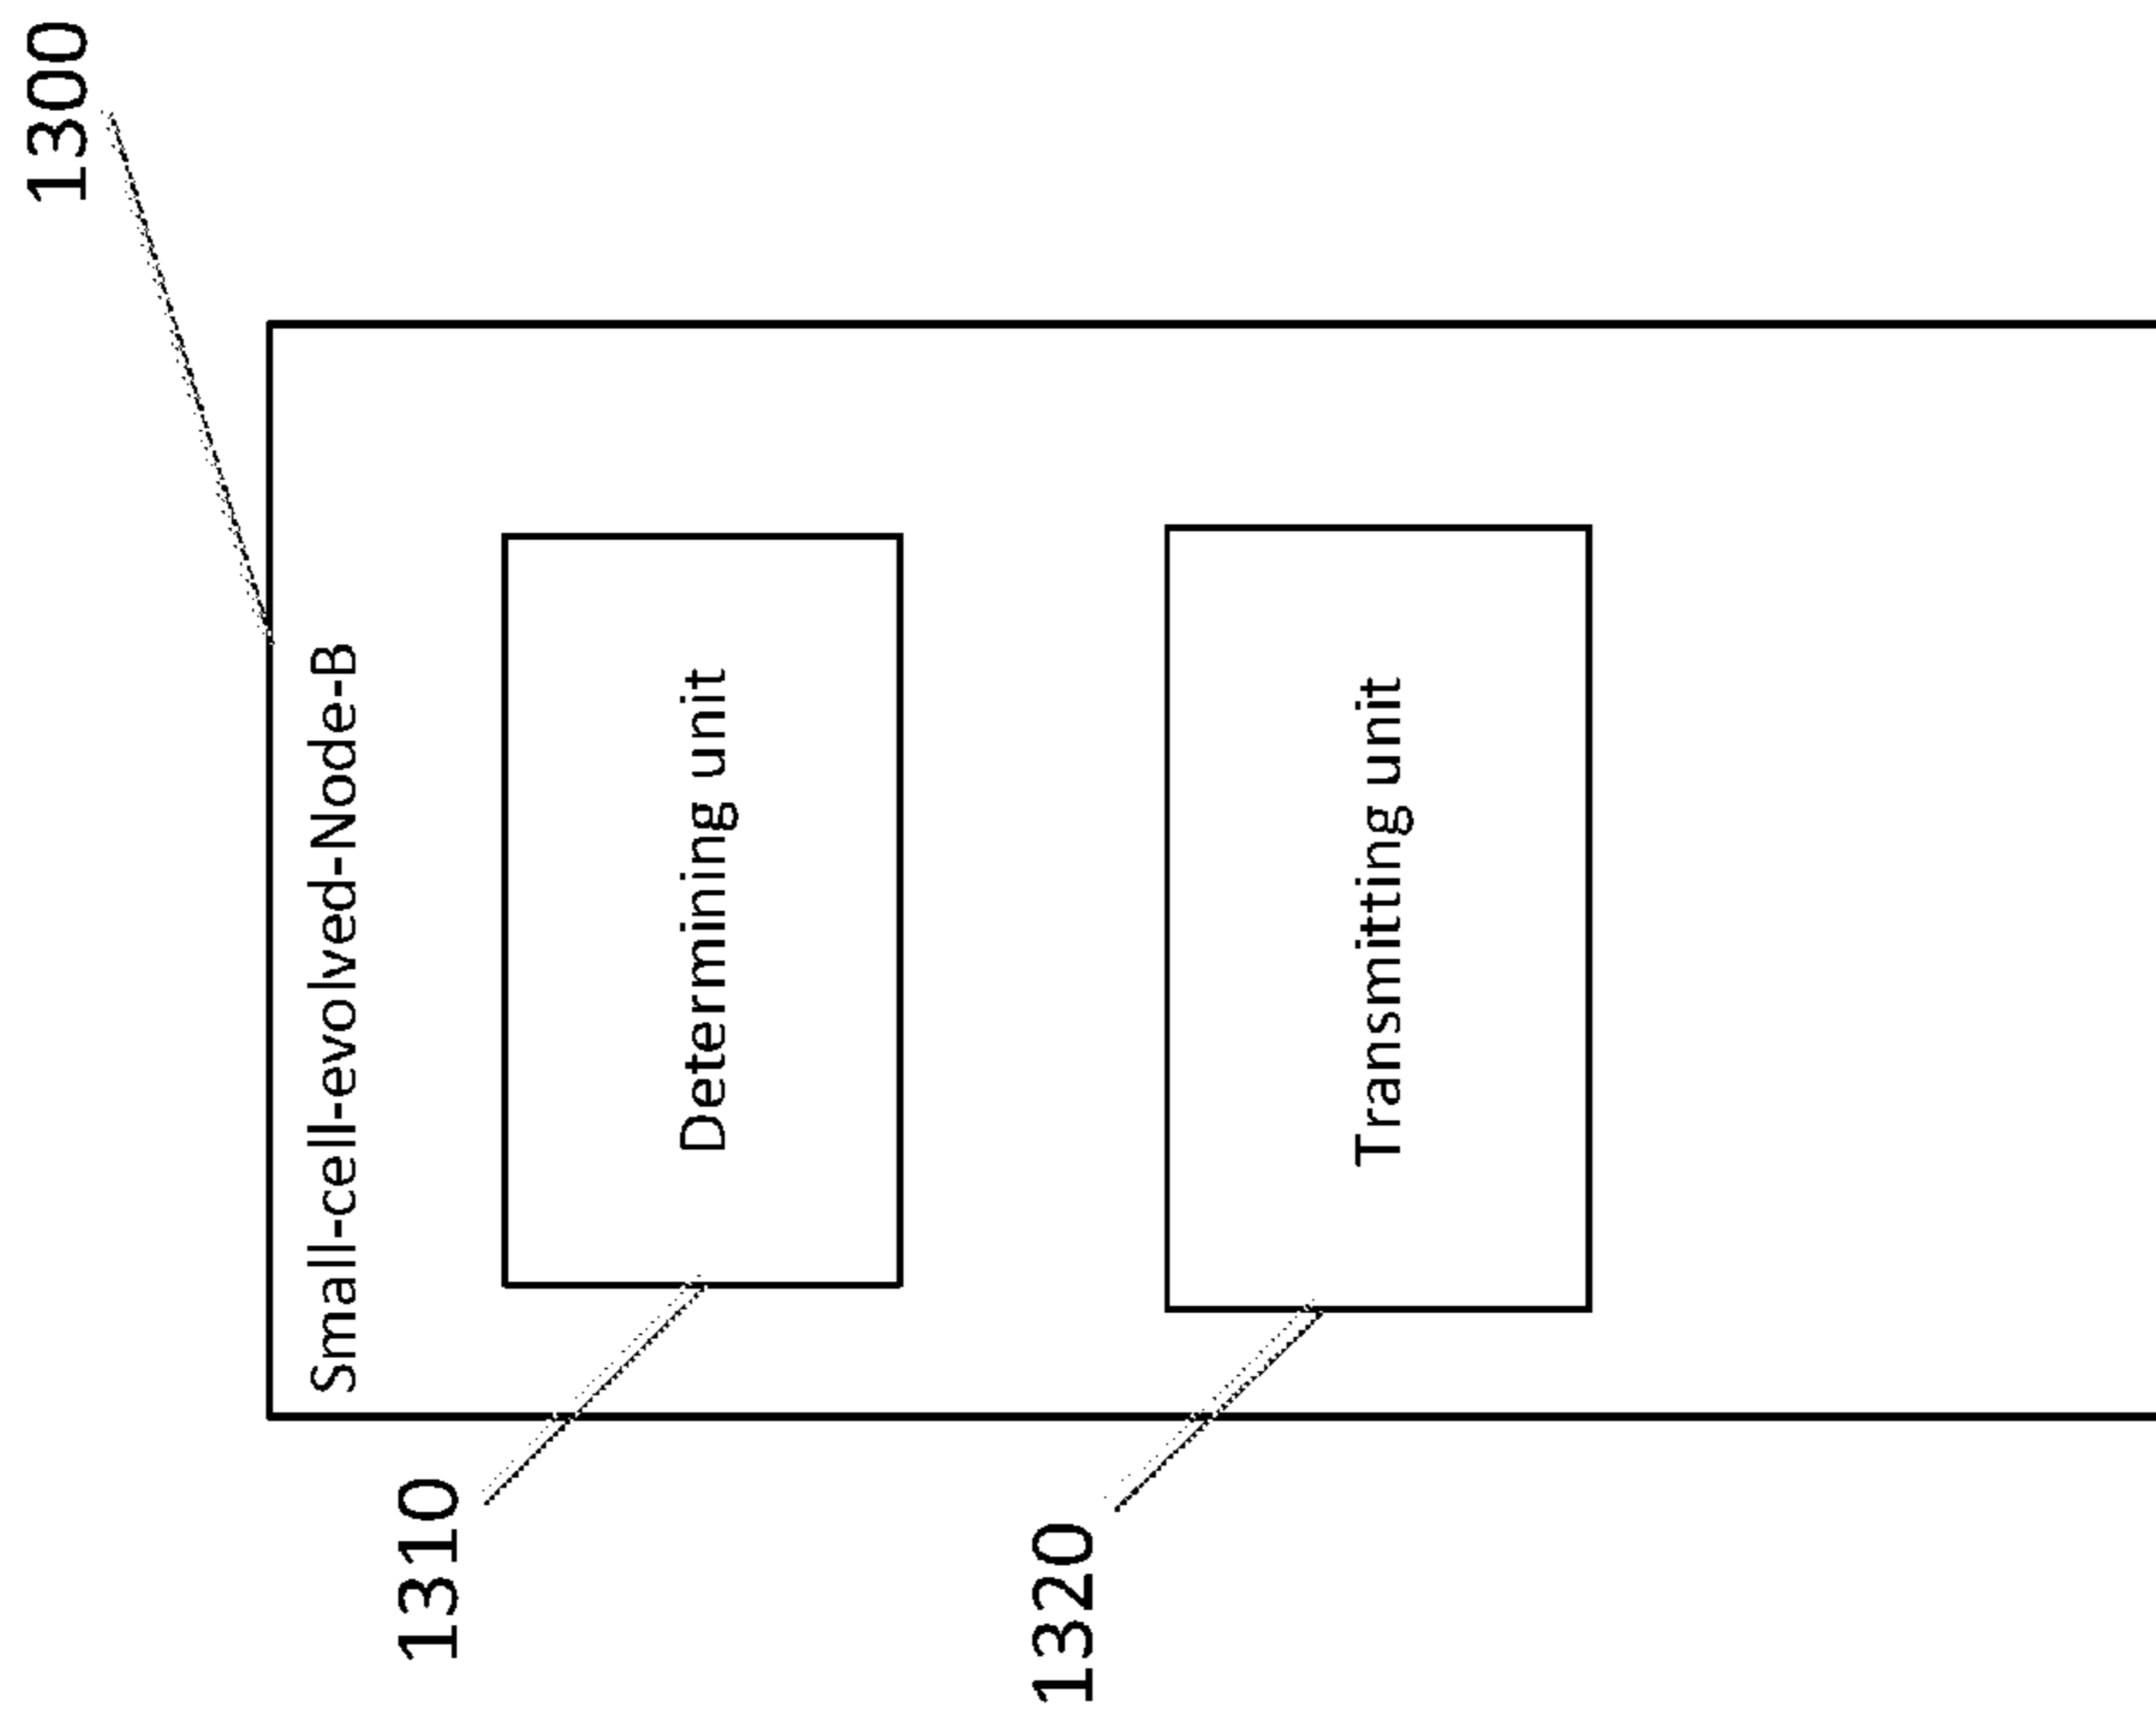 1300
Small-cell-evolved-Node-B
1310
Determining unit
1320
Transmitting unit